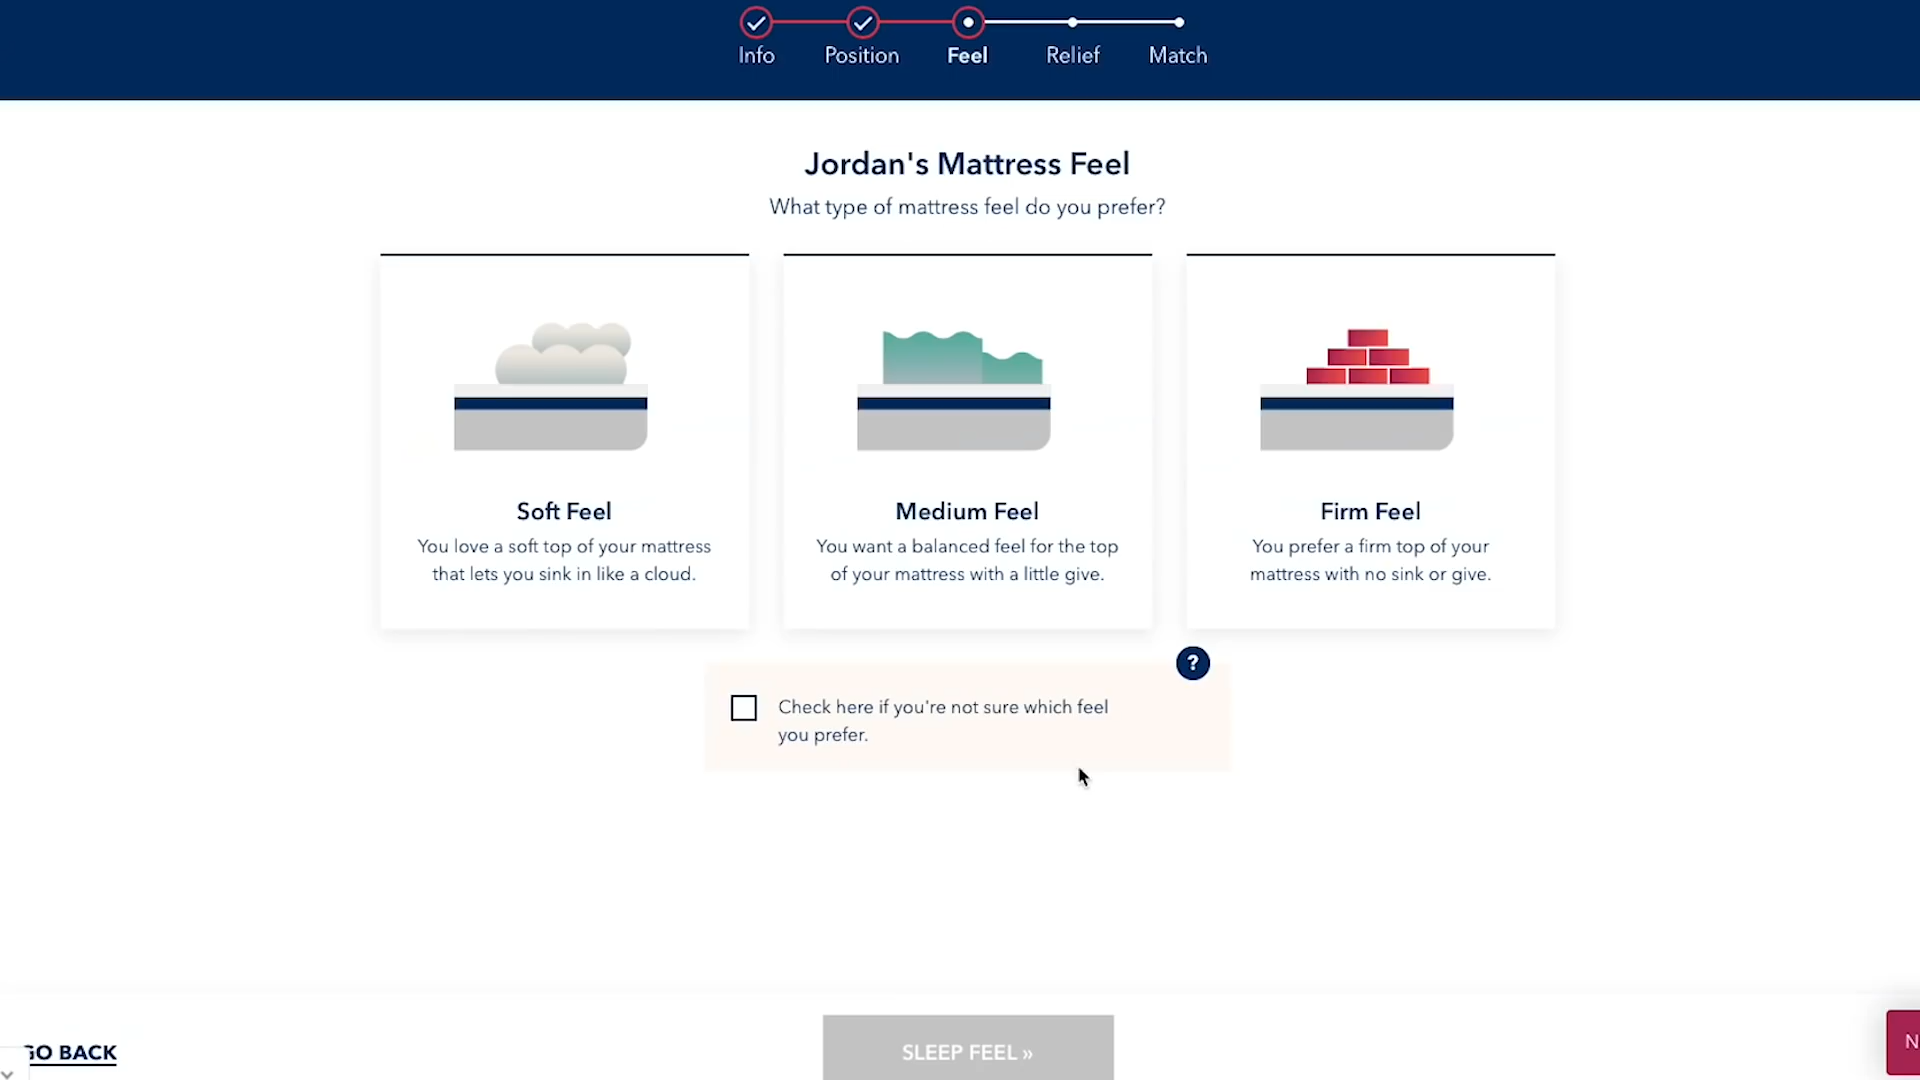 Info Position Feel Relief Match
Jordan's Mattress Feel
What type of mattress feel do you prefer?
Soft Feel
You love a soft top of your mattress
that lets you sink in like a cloud.
Medium Feel
You want a balanced feel for the top
of your mattress with a little give.
Firm Feel
You prefer a firm top of your
mattress with no sink or give.
?
Check here if you're not sure which feel
you prefer.
GO BACK
SLEEP FEEL »
N